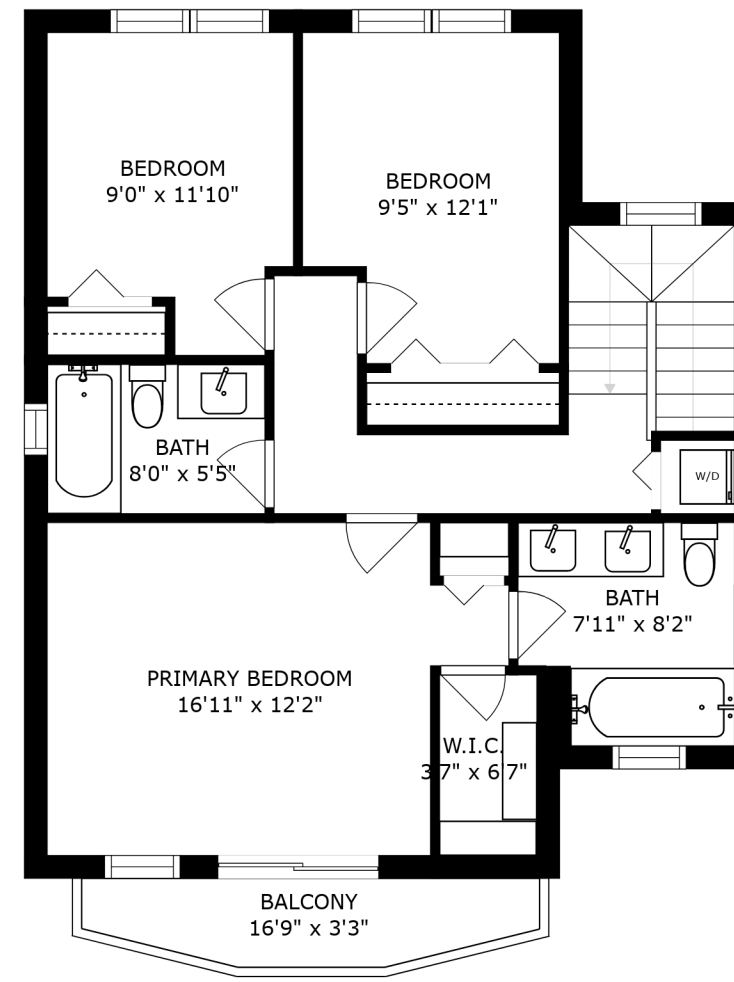 BEDROOM
9'0" x 11'10"
BEDROOM
9'5" x 12'1"
BATH
8'0" x 5'5"
W/D
BATH
7'11" x 8'2"
PRIMARY BEDROOM
16'11" x 12'2"
W.I.C.
3'7" x 6'7"
BALCONY
16'9" x 3'3"